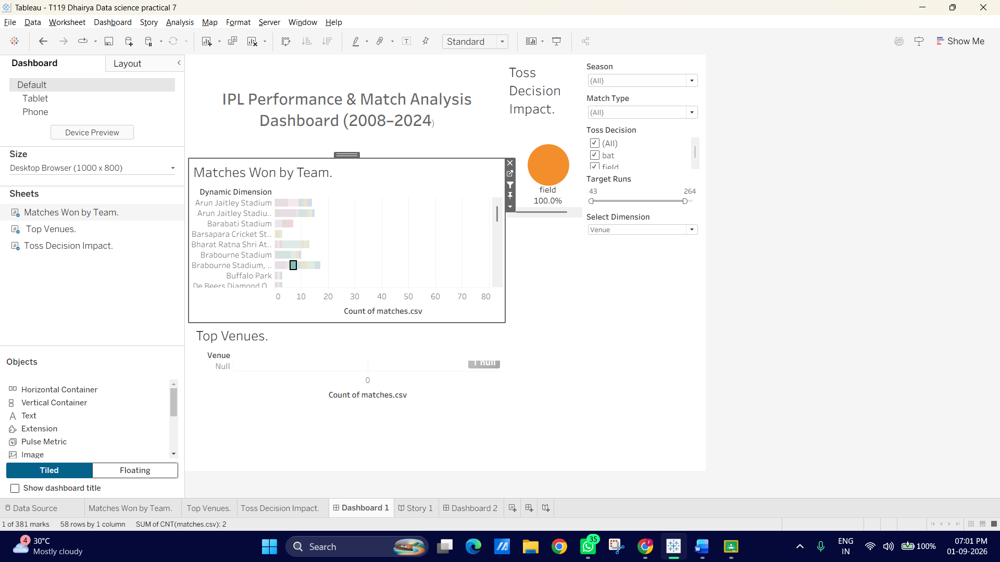 Tableau - T119 Dhairya Data science practical 7
File Data Worksheet Dashboard Story Analysis Map Format Server Window Help
Standard
Show Me
Dashboard
Layout
Default
Tablet
Phone
Device Preview
Size
Desktop Browser (1000 x 800)
Sheets
Matches Won by Team.
Top Venues.
Toss Decision Impact.
Objects
Horizontal Container
Vertical Container
Text
Extension
Pulse Metric
Image
Tiled
Floating
Show dashboard title
IPL Performance & Match Analysis
Dashboard (2008–2024)
Toss
Decision
Impact.
field
100.0%
Season
(All)
Match Type
(All)
Toss Decision
(All)
bat
field
Target Runs
43 264
Select Dimension
Venue
Matches Won by Team.
Dynamic Dimension
Arun Jaitley Stadium
Arun Jaitley Stadiu..
Barabati Stadium
Barsapara Cricket St..
Bharat Ratna Shri At..
Brabourne Stadium
Brabourne Stadium, ..
Buffalo Park
De Beers Diamond O..
0 10 20 30 40 50 60 70 80
Count of matches.csv
Top Venues.
Venue
Null
1 null
0
Count of matches.csv
Data Source
Matches Won by Team.
Top Venues.
Toss Decision Impact.
Dashboard 1
Story 1
Dashboard 2
1 of 381 marks 58 rows by 1 column SUM of CNT(matches.csv): 2
4
30°C
Mostly cloudy
Search
35
F
ENG
IN
100%
07:01 PM
01-09-2026